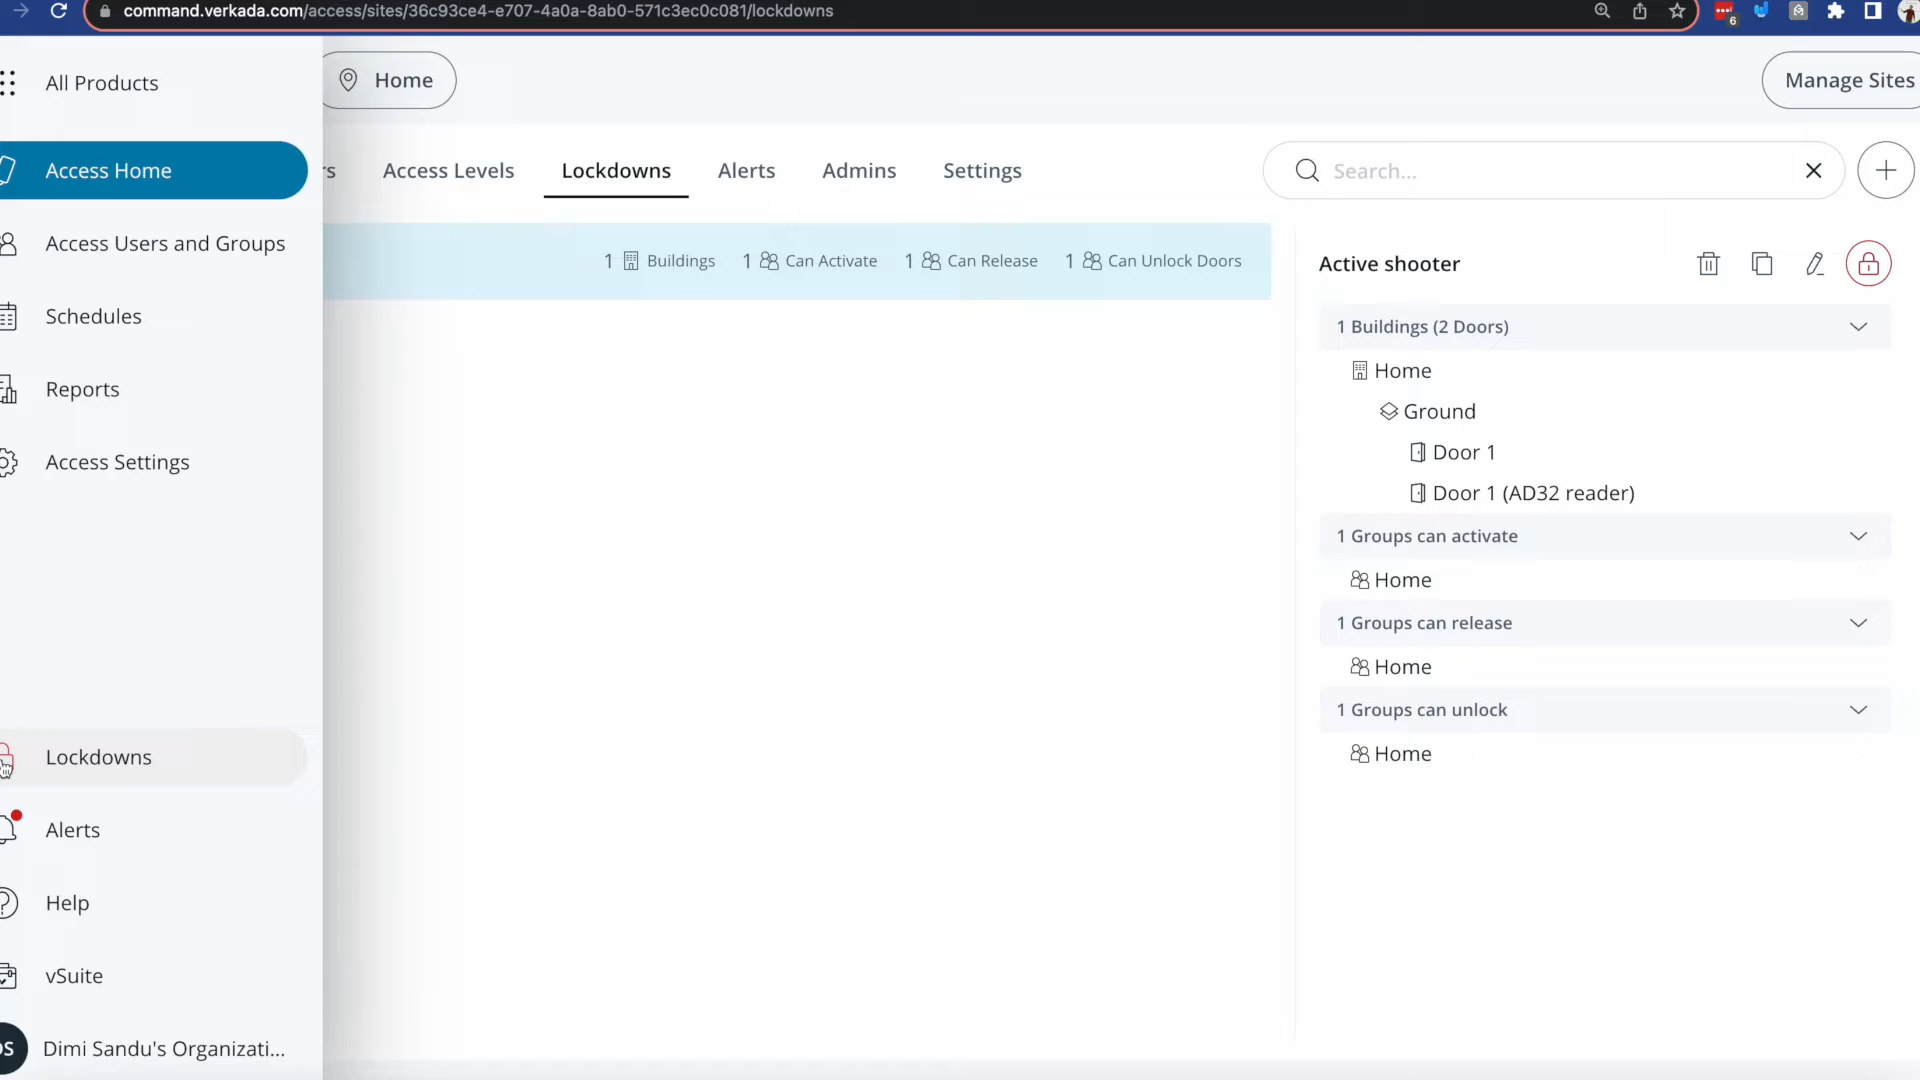 command.verkada.com/access/sites/36c93ce4-e707-4a0a-8ab0-571c3ec0c081/lockdowns
6
All Products
Home
Manage Sites
Access Home
rs
Access Levels
Lockdowns
Alerts
Admins
Settings
Search...
Access Users and Groups
1 Buildings
1 Can Activate
1 Can Release
1 Can Unlock Doors
Active shooter
Schedules
1 Buildings (2 Doors)
Home
Reports
Ground
Door 1
Access Settings
Door 1 (AD32 reader)
1 Groups can activate
Home
1 Groups can release
Home
1 Groups can unlock
Home
Lockdowns
Alerts
Help
vSuite
DS
Dimi Sandu's Organizati...